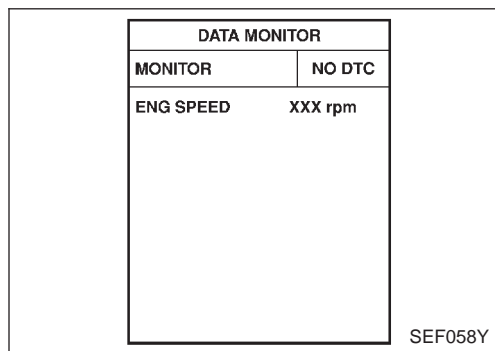 DATA MONITOR
MONITOR NO DTC
ENG SPEED XXX rpm
SEF058Y